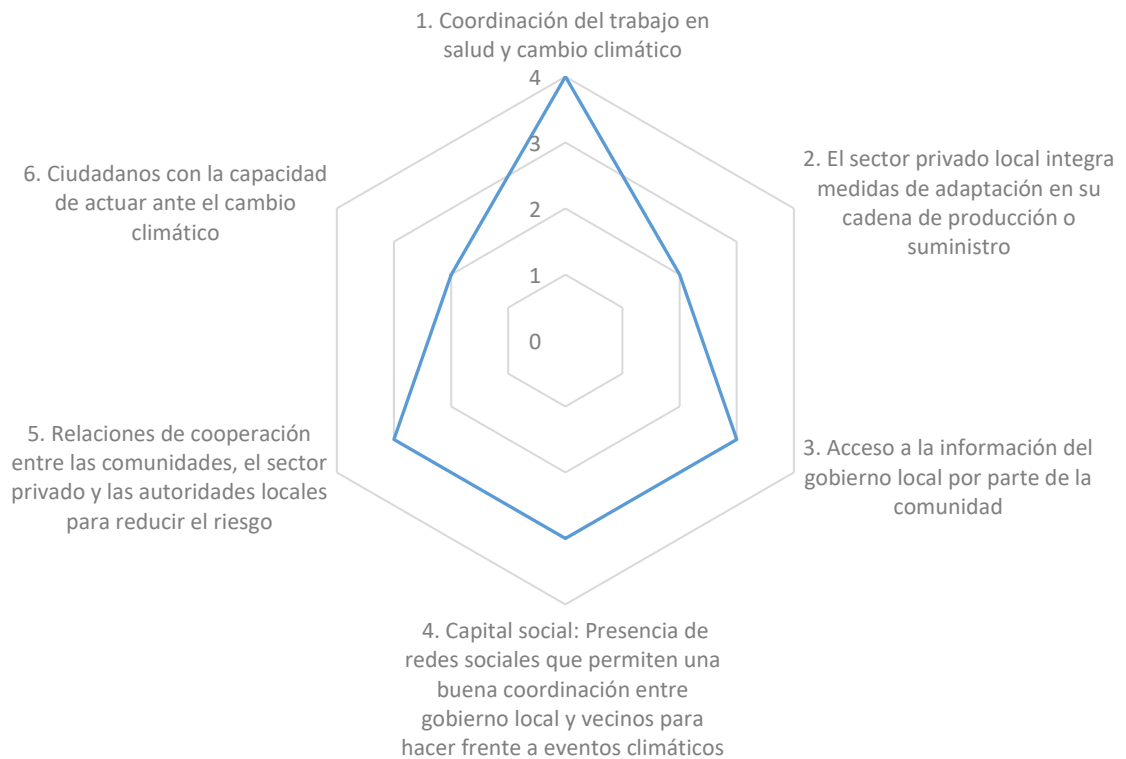 1. Coordinación del trabajo en
salud y cambio climático
4
3
2
1
0
2. El sector privado local integra
medidas de adaptación en su
cadena de producción o
suministro
3. Acceso a la información del
gobierno local por parte de la
comunidad
4. Capital social: Presencia de
redes sociales que permiten una
buena coordinación entre
gobierno local y vecinos para
hacer frente a eventos climáticos
5. Relaciones de cooperación
entre las comunidades, el sector
privado y las autoridades locales
para reducir el riesgo
6. Ciudadanos con la capacidad
de actuar ante el cambio
climático